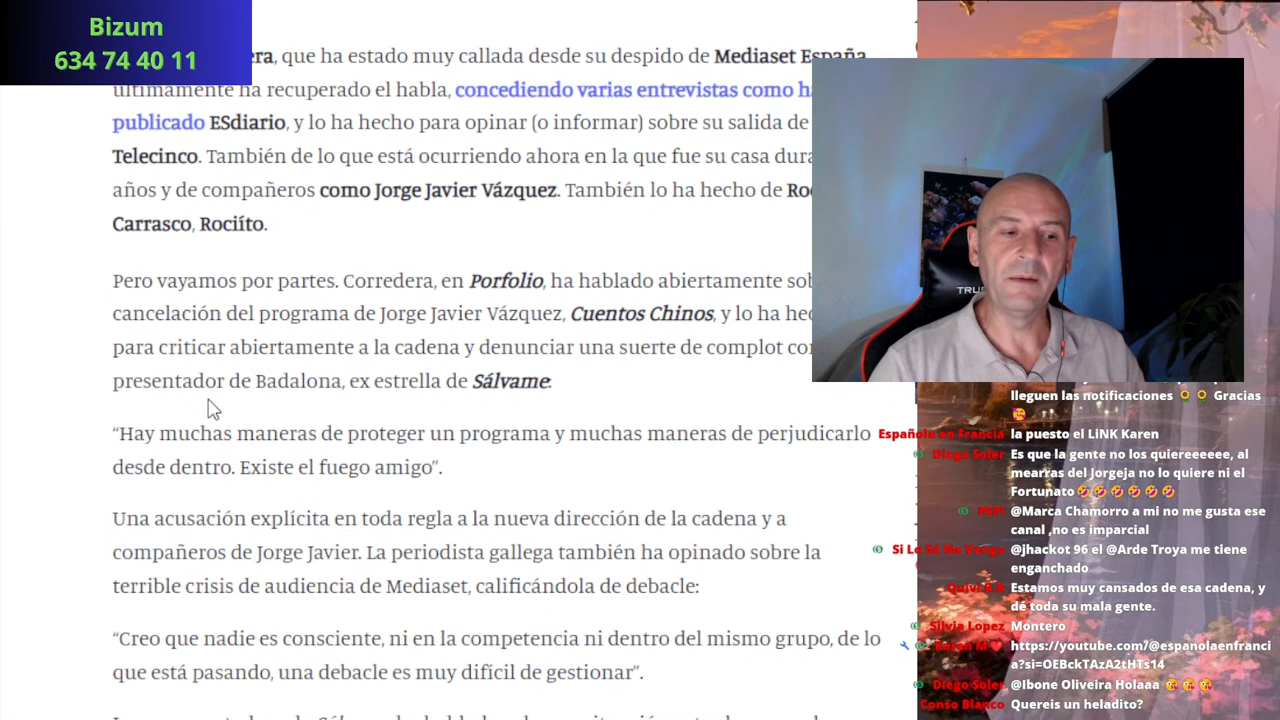 Bizum
634 74 40 11
era, que ha estado muy callada desde su despido de Mediaset España
últimamente ha recuperado el habla, concediendo varias entrevistas como h
publicado ESdiario, y lo ha hecho para opinar (o informar) sobre su salida de
Telecinco. También de lo que está ocurriendo ahora en la que fue su casa dura
años y de compañeros como Jorge Javier Vázquez. También lo ha hecho de Ro
Carrasco, Rociíto.
Pero vayamos por partes. Corredera, en Porfolio, ha hablado abiertamente sob
cancelación del programa de Jorge Javier Vázquez, Cuentos Chinos, y lo ha hec
para criticar abiertamente a la cadena y denunciar una suerte de complot co
presentador de Badalona, ex estrella de Sálvame:
“Hay muchas maneras de proteger un programa y muchas maneras de perjudicarlo
desde dentro. Existe el fuego amigo”.
Una acusación explícita en toda regla a la nueva dirección de la cadena y a
compañeros de Jorge Javier. La periodista gallega también ha opinado sobre la
terrible crisis de audiencia de Mediaset, calificándola de debacle:
“Creo que nadie es consciente, ni en la competencia ni dentro del mismo grupo, de lo
que está pasando, una debacle es muy difícil de gestionar”.
TRU
lleguen las notificaciones 🌻 🌻 Gracias
🥰
Española en Francia la puesto el LiNK Karen
Diego Soler Es que la gente no los quiereeeeee, al
mearras del Jorgeja no lo quiere ni el
Fortunato 🤣🤣🤣🤣🤣🤣
PEPI @Marca Chamorro a mi no me gusta ese
canal ,no es imparcial
Si Lo Sé Me Vengo @jhackot 96 el @Arde Troya me tiene
enganchado
Estamos muy cansados de esa cadena, y
dé toda su mala gente.
Silvia Lopez Montero
Karen M❤️ https://youtube.com?@espanolaenfranci
a?si=OEBckTAzA2tHTs14
Diego Soler @Ibone Oliveira Holaaa 😘 😘 😘
Conso Blanco Quereis un heladito?